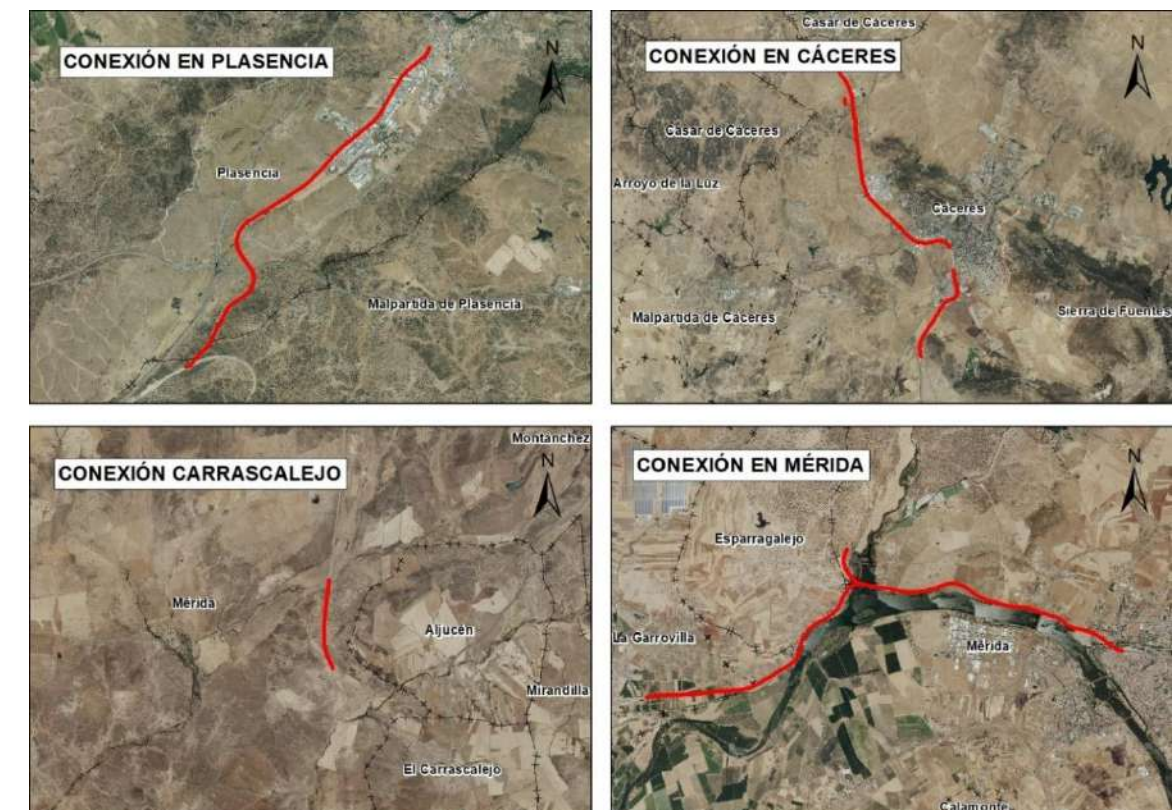 CONEXIÓN EN PLASENCIA
N
Plasencia
Malpartida de Plasencia
Casar de Cáceres
CONEXIÓN EN CÁCERES
N
Casar de Cáceres
Arroyo de la Luz
Cáceres
Malpartida de Cáceres
Sierra de Fuentes
Montanchez
CONEXIÓN CARRASCALEJO
N
Mérida
Aljucén
Mirandilla
El Carrascalejo
CONEXIÓN EN MÉRIDA
N
Esparragalejo
La Garrovilla
Mérida
Calamonte